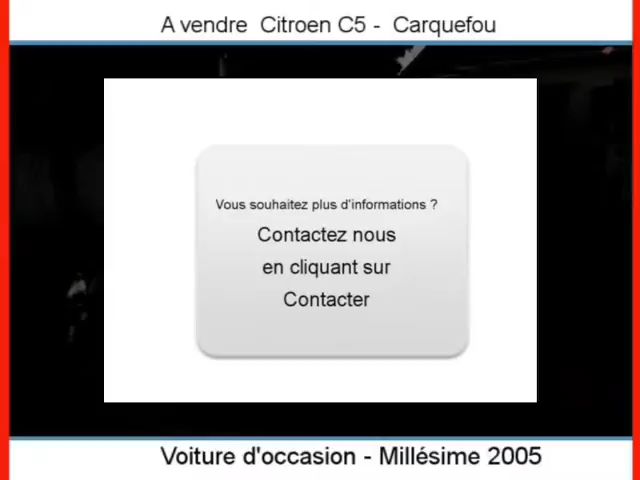 A vendre Citroen C5 - Carquefou
Vous souhaitez plus d'informations ?
Contactez nous
en cliquant sur
Contacter
Voiture d'occasion - Millésime 2005